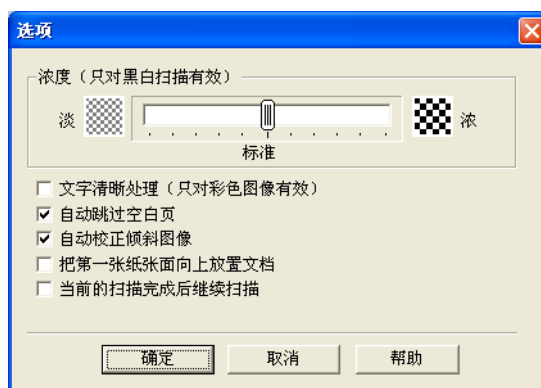 选项
浓度（只对黑白扫描有效）
淡
浓
标准
文字清晰处理（只对彩色图像有效）
自动跳过空白页
自动校正倾斜图像
把第一张纸张面向上放置文档
当前的扫描完成后继续扫描
确定
取消
帮助